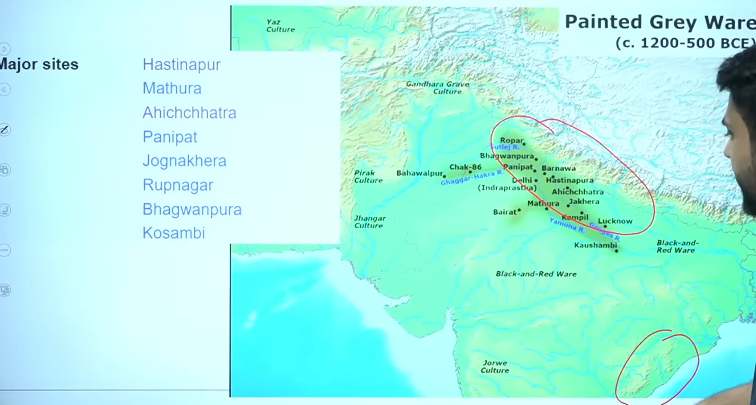 Painted Grey Ware
(c. 1200-500 BCE)
Major sites
Hastinapur
Mathura
Ahichchhatra
Panipat
Jognakhera
Rupnagar
Bhagwanpura
Kosambi
Yaz
Culture
Gandhara Grave
Culture
Ropar
Sutlej R.
Bhagwanpura
Panipat
Barnawa
Chak-86
Bahawalpur
Ghaggar-Hakra R.
Delhi
(Indraprastha)
Hastinapura
Ahichchhatra
Pirak
Culture
Jhangar
Culture
Mathura
Jakhera
Bairat
Kampil
Lucknow
Yamuna R.
Kaushambi
Black-and-
Red Ware
Black-and-Red Ware
Jorwe
Culture